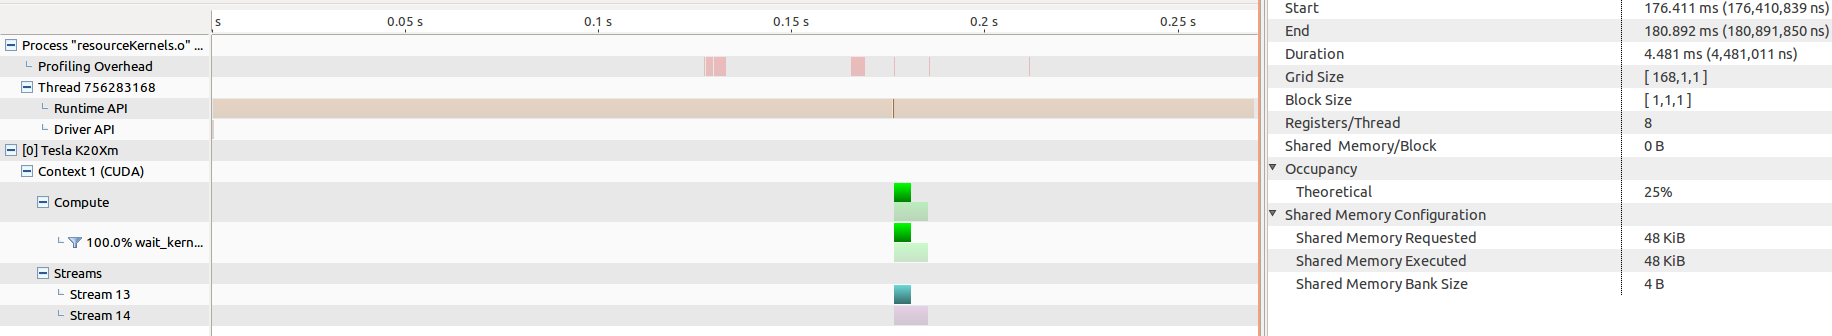 s 0.05 s 0.1 s 0.15 s 0.2 s 0.25 s
Process "resourceKernels.o" ...
Profiling Overhead
Thread 756283168
Runtime API
Driver API
[0] Tesla K20Xm
Context 1 (CUDA)
Compute
100.0% wait_kern...
Streams
Stream 13
Stream 14
Start 176.411 ms (176,410,839 ns)
End 180.892 ms (180,891,850 ns)
Duration 4.481 ms (4,481,011 ns)
Grid Size [ 168,1,1 ]
Block Size [ 1,1,1 ]
Registers/Thread 8
Shared Memory/Block 0 B
Occupancy
Theoretical 25%
Shared Memory Configuration
Shared Memory Requested 48 KiB
Shared Memory Executed 48 KiB
Shared Memory Bank Size 4 B